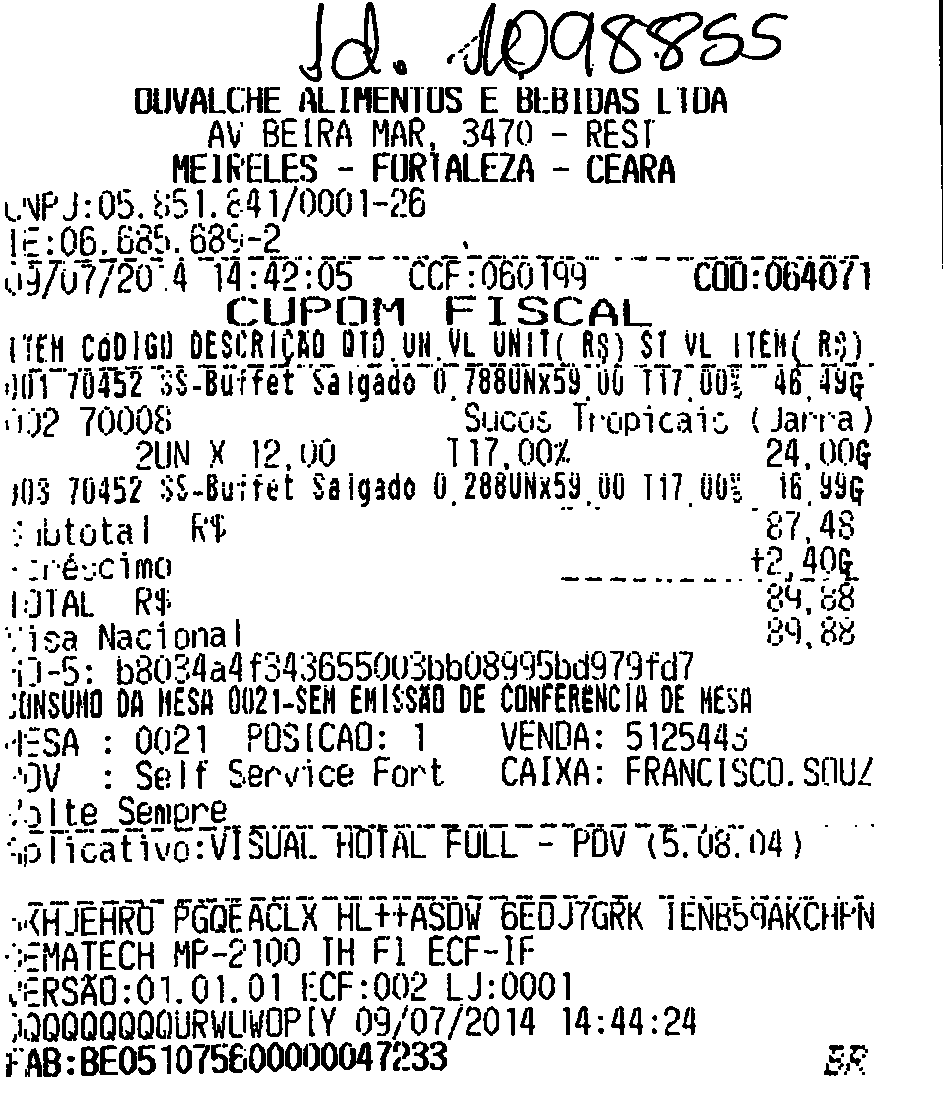 Id. 1098855
OUVALCHE ALIMENTOS E BEBIDAS LTDA
AV BEIRA MAR, 3470 - REST
MEIRELES - FORTALEZA - CEARA
CNPJ:05.851.841/0001-26
IE:06.685.689-2
09/07/2014 14:42:05 CCF:060199 COO:064071
CUPOM FISCAL
ITEM CÓDIGO DESCRIÇÃO QTD.UN.VL UNIT( R$) ST VL ITEM( R$)
001 70452 SS-Buffet Salgado 0,788UNx59,00 T17,00% 46,49G
002 70008 Sucos Tropicais (Jarra)
2UN X 12,00 T17,00% 24,00G
003 70452 SS-Buffet Salgado 0,288UNx59,00 T17,00% 16,99G
Subtotal R$ 87,48
Acréscimo +2,40G
TOTAL R$ 89,88
Visa Nacional 89,88
MD-5: b8034a4f343655003bb08995bd979fd7
CONSUMO DA MESA 0021-SEM EMISSÃO DE CONFERENCIA DE MESA
MESA : 0021 POSICAO: 1 VENDA: 5125443
PDV : Self Service Fort CAIXA: FRANCISCO.SOUZ
Volte Sempre
Aplicativo:VISUAL HOTAL FULL - PDV (5.08.04)
PGQEACLX HL++ASDW 6EDJ7GRK IENB59AKCHPN
BEMATECH MP-2100 TH FI ECF-IF
VERSÃO:01.01.01 ECF:002 LJ:0001
QQQQQQQQQURWUWOPIY 09/07/2014 14:44:24
FAB:BE051075600000047233 BR